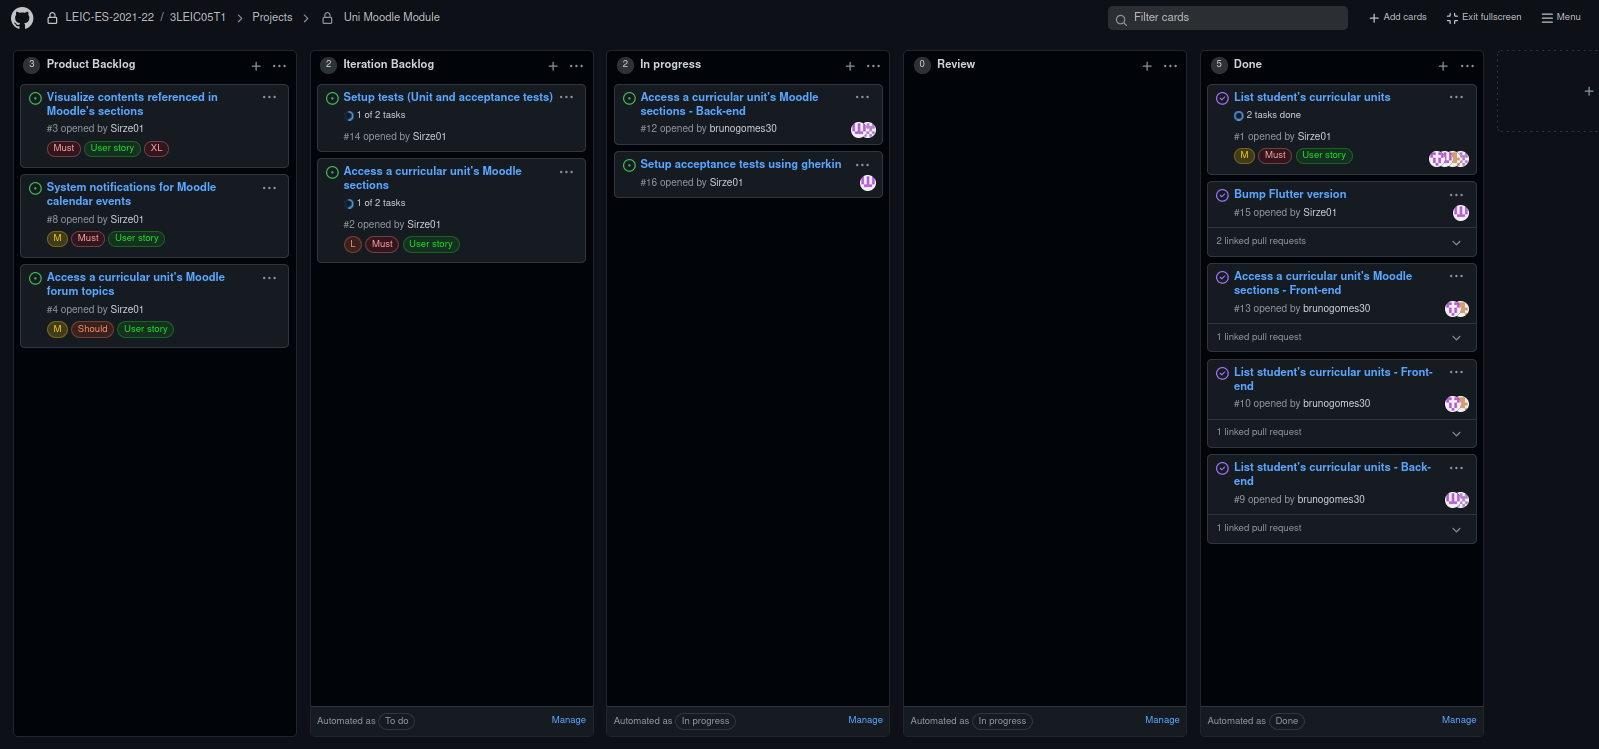 LEIC-ES-2021-22 / 3LEIC05T1 > Projects > Uni Moodle Module
Filter cards
Add cards
Exit fullscreen
Menu
3 Product Backlog
Visualize contents referenced in
Moodle's sections
#3 opened by Sirze01
Must User story XL
System notifications for Moodle
calendar events
#8 opened by Sirze01
M Must User story
Access a curricular unit's Moodle
forum topics
#4 opened by Sirze01
M Should User story
2 Iteration Backlog
Setup tests (Unit and acceptance tests)
1 of 2 tasks
#14 opened by Sirze01
Access a curricular unit's Moodle
sections
1 of 2 tasks
#2 opened by Sirze01
L Must User story
Automated as To do Manage
2 In progress
Access a curricular unit's Moodle
sections - Back-end
#12 opened by brunogomes30
Setup acceptance tests using gherkin
#16 opened by Sirze01
Automated as In progress Manage
0 Review
Automated as In progress Manage
5 Done
List student's curricular units
2 tasks done
#1 opened by Sirze01
M Must User story
Bump Flutter version
#15 opened by Sirze01
2 linked pull requests
Access a curricular unit's Moodle
sections - Front-end
#13 opened by brunogomes30
1 linked pull request
List student's curricular units - Front-
end
#10 opened by brunogomes30
1 linked pull request
List student's curricular units - Back-
end
#9 opened by brunogomes30
1 linked pull request
Automated as Done Manage